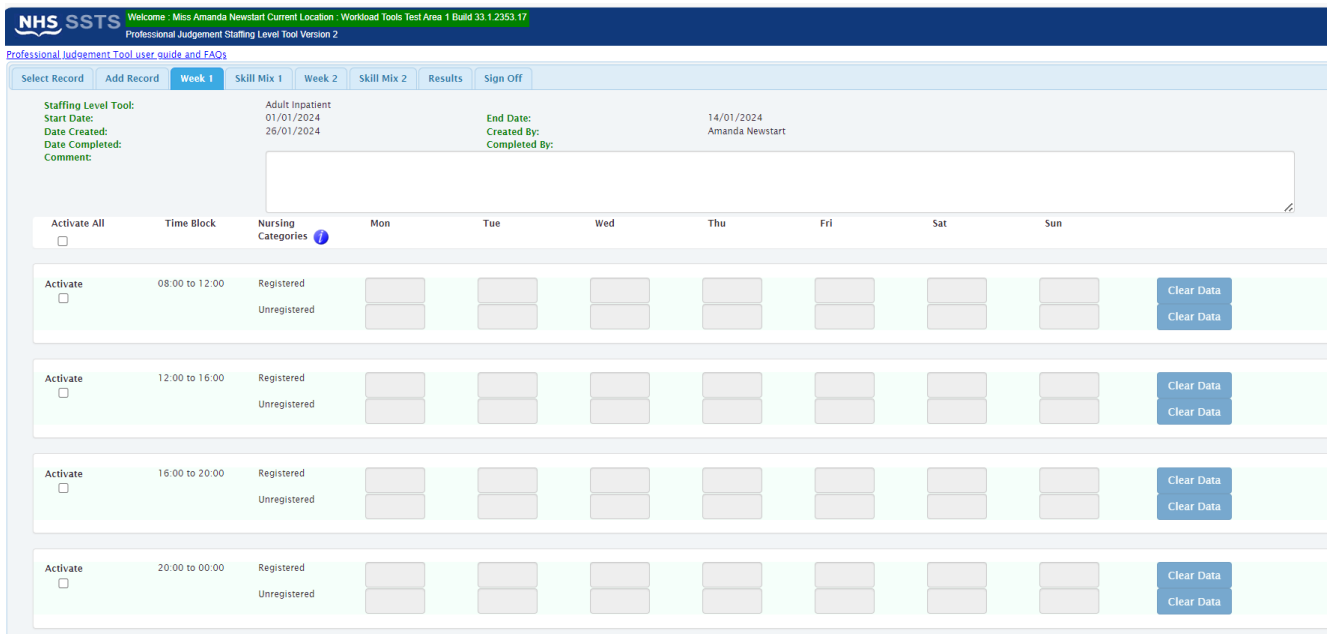 NHS SSTS Welcome : Miss Amanda Newstart Current Location : Workload Tools Test Area 1 Build 33.1.2353.17
Professional Judgement Staffing Level Tool Version 2
Professional Judgement Tool user guide and FAQs
Select Record Add Record Week 1 Skill Mix 1 Week 2 Skill Mix 2 Results Sign Off
Staffing Level Tool: Adult Inpatient
Start Date: 01/01/2024 End Date: 14/01/2024
Date Created: 26/01/2024 Created By: Amanda Newstart
Date Completed: Completed By:
Comment:
Activate All Time Block Nursing Categories i Mon Tue Wed Thu Fri Sat Sun
Activate 08:00 to 12:00 Registered Clear Data
Unregistered Clear Data
Activate 12:00 to 16:00 Registered Clear Data
Unregistered Clear Data
Activate 16:00 to 20:00 Registered Clear Data
Unregistered Clear Data
Activate 20:00 to 00:00 Registered Clear Data
Unregistered Clear Data